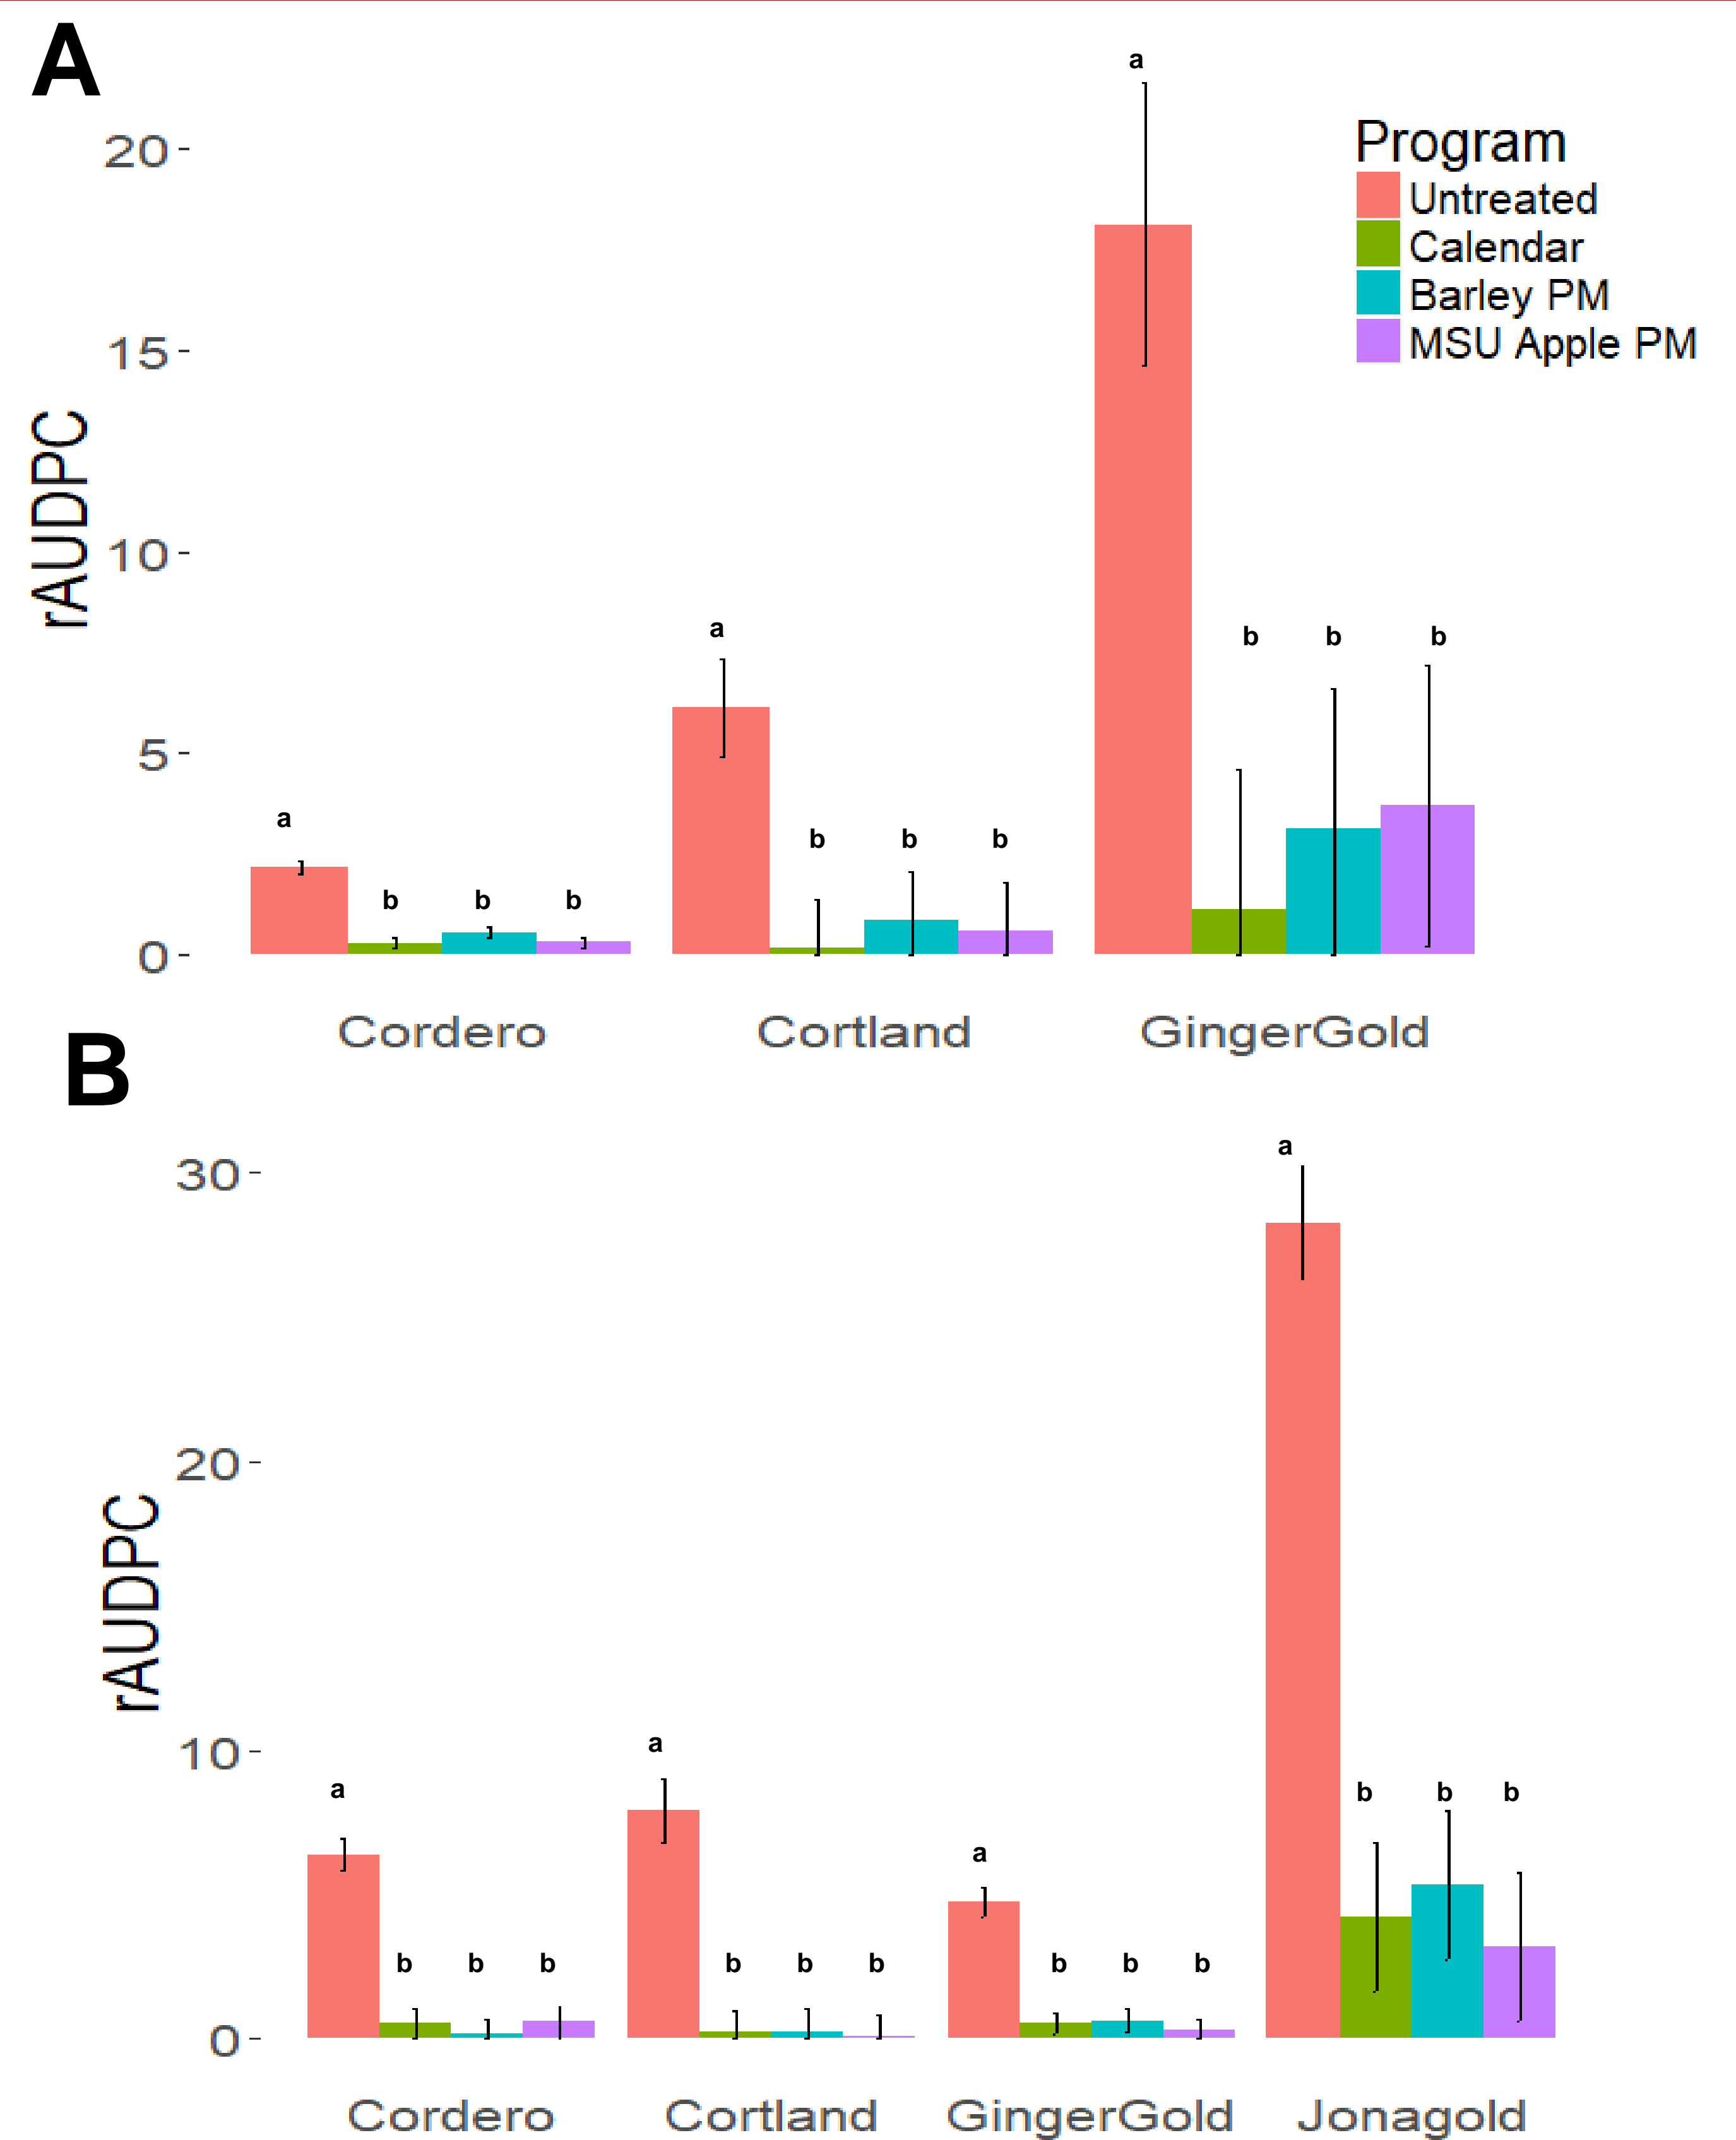 A
a
20
Program
Untreated
Calendar
Barley PM
MSU Apple PM
15
rAUDPC
10
a b b b
5
a b b b
b b b
0
Cordero Cortland GingerGold
B
a
30
20
rAUDPC
10
a
a b b b
a
b b b b b b b b b
0
Cordero Cortland GingerGold Jonagold